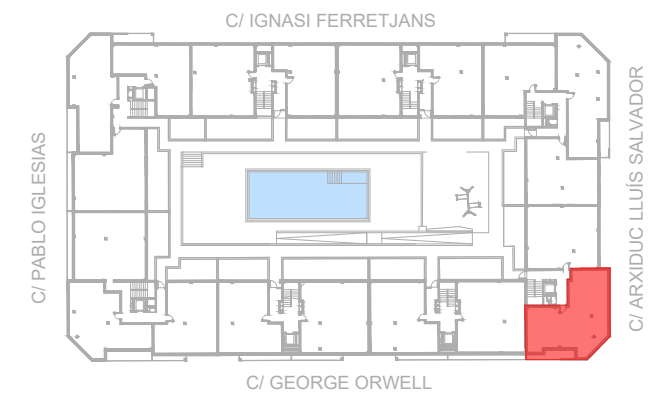 C/ IGNASI FERRETJANS
C/ PABLO IGLESIAS
C/ ARXIDUC LLUÍS SALVADOR
C/ GEORGE ORWELL